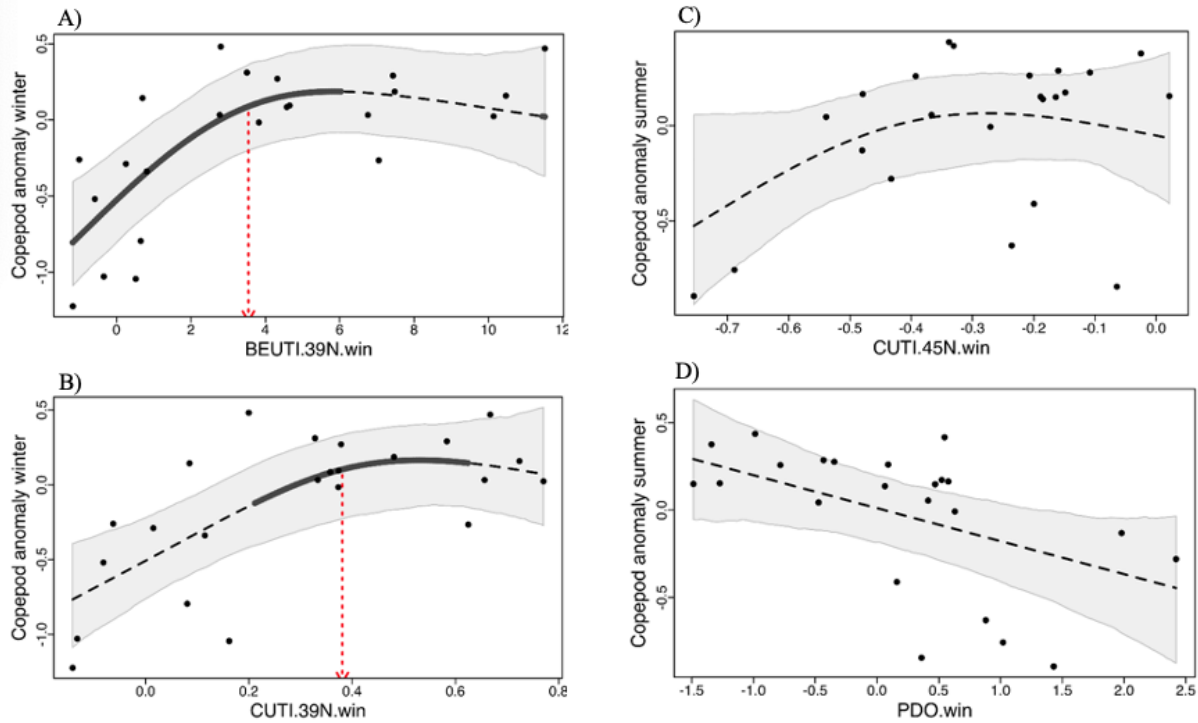 A)
Copepod anomaly winter
0.5
0.0
-0.5
-1.0
0 2 4 6 8 10 12
BEUTI.39N.win
B)
Copepod anomaly winter
0.5
0.0
-0.5
-1.0
0.0 0.2 0.4 0.6 0.8
CUTI.39N.win
C)
Copepod anomaly summer
0.0
-0.5
-0.7 -0.6 -0.5 -0.4 -0.3 -0.2 -0.1 0.0
CUTI.45N.win
D)
Copepod anomaly summer
0.5
0.0
-0.5
-1.5 -1.0 -0.5 0.0 0.5 1.0 1.5 2.0 2.5
PDO.win